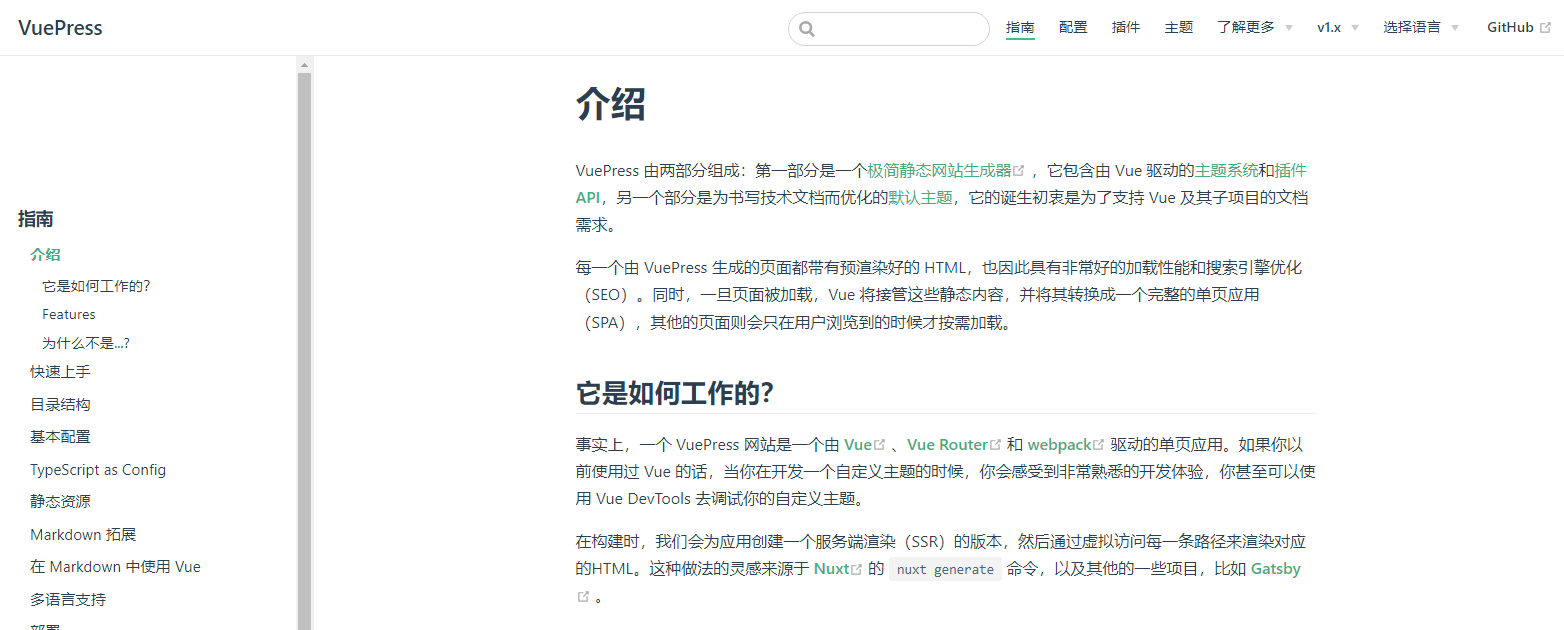 VuePress
指南 配置 插件 主题 了解更多 v1.x 选择语言 GitHub
指南
介绍
它是如何工作的?
Features
为什么不是...?
快速上手
目录结构
基本配置
TypeScript as Config
静态资源
Markdown 拓展
在 Markdown 中使用 Vue
多语言支持
部署
介绍
VuePress 由两部分组成：第一部分是一个极简静态网站生成器 ，它包含由 Vue 驱动的主题系统和插件
API，另一个部分是为书写技术文档而优化的默认主题，它的诞生初衷是为了支持 Vue 及其子项目的文档
需求。
每一个由 VuePress 生成的页面都带有预渲染好的 HTML，也因此具有非常好的加载性能和搜索引擎优化
（SEO）。同时，一旦页面被加载，Vue 将接管这些静态内容，并将其转换成一个完整的单页应用
（SPA），其他的页面则会只在用户浏览到的时候才按需加载。
它是如何工作的?
事实上，一个 VuePress 网站是一个由 Vue 、Vue Router 和 webpack 驱动的单页应用。如果你以
前使用过 Vue 的话，当你在开发一个自定义主题的时候，你会感受到非常熟悉的开发体验，你甚至可以使
用 Vue DevTools 去调试你的自定义主题。
在构建时，我们会为应用创建一个服务端渲染（SSR）的版本，然后通过虚拟访问每一条路径来渲染对应
的HTML。这种做法的灵感来源于 Nuxt 的 nuxt generate 命令，以及其他的一些项目，比如 Gatsby
。